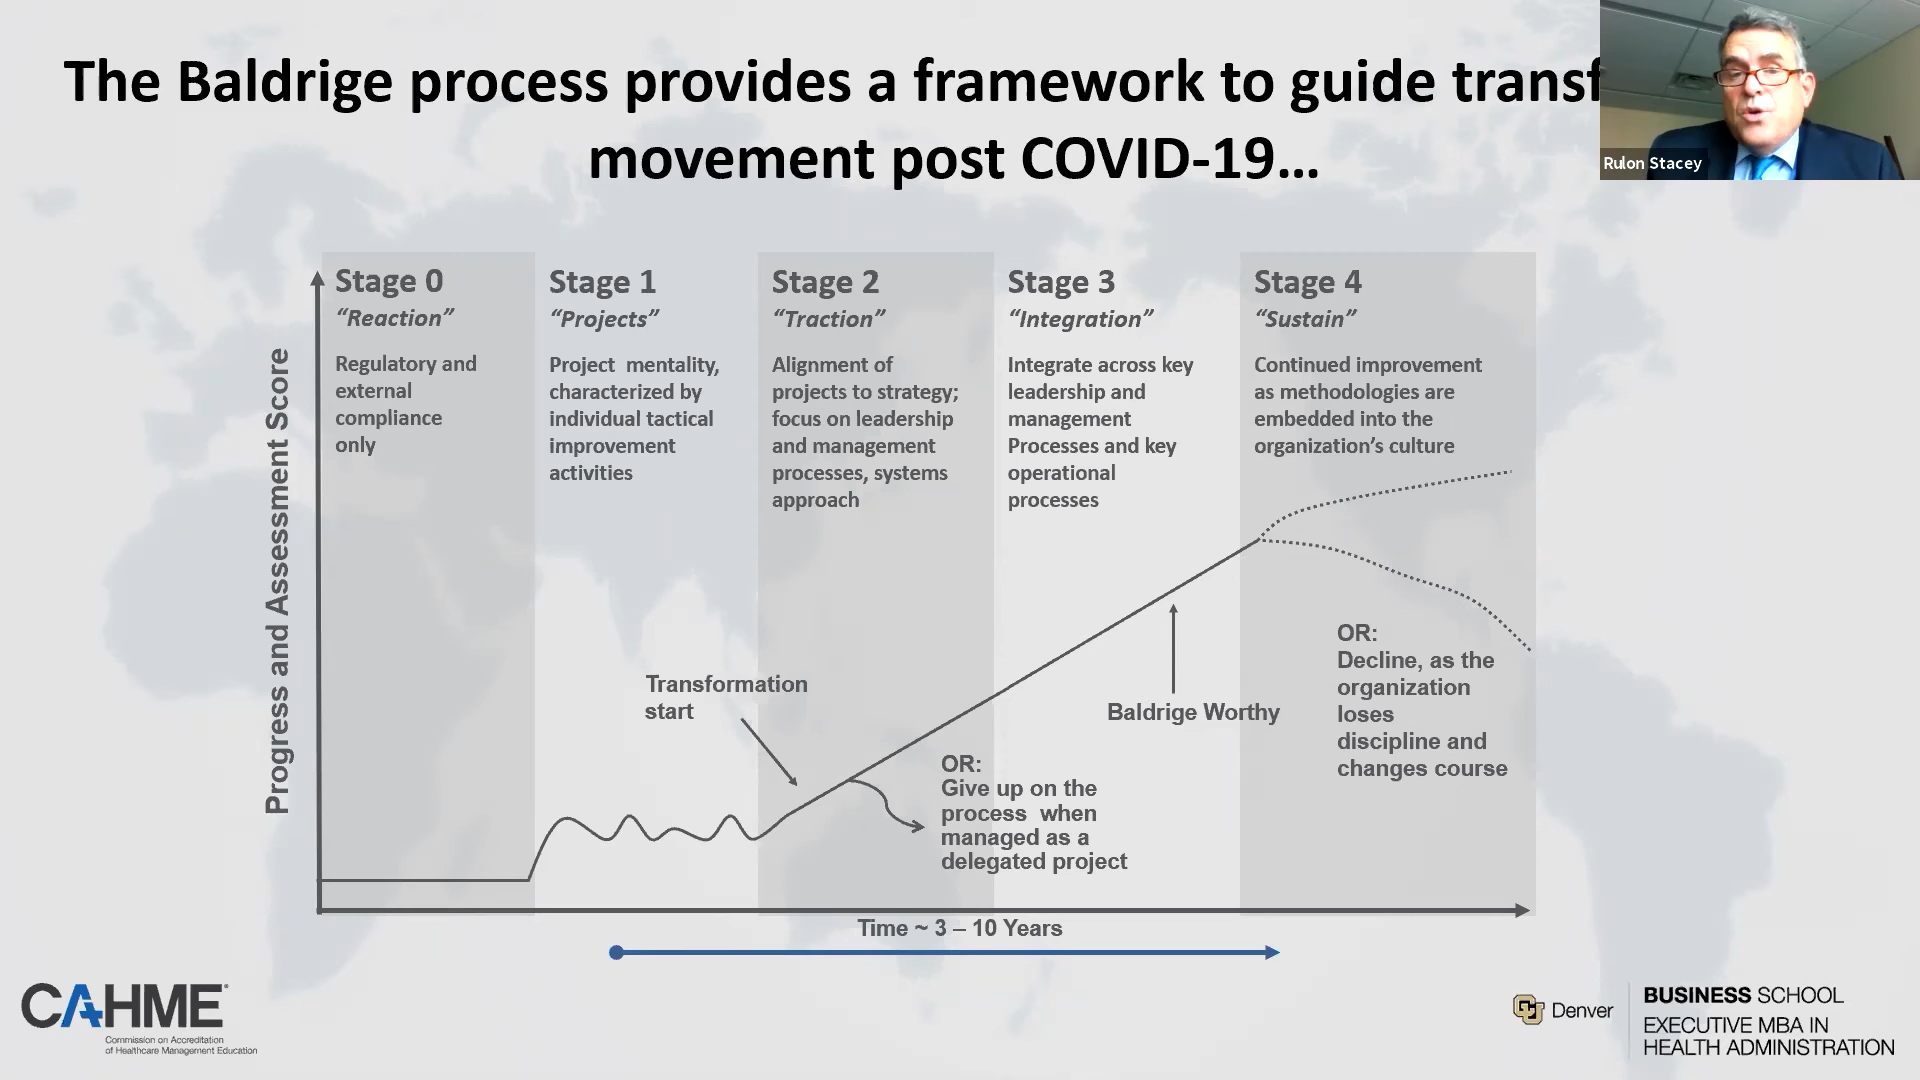 The Baldrige process provides a framework to guide transf
movement post COVID-19...
Rulon Stacey
Stage 0
“Reaction”
Regulatory and
external
compliance
only
Stage 1
“Projects”
Project mentality,
characterized by
individual tactical
improvement
activities
Stage 2
“Traction”
Alignment of
projects to strategy;
focus on leadership
and management
processes, systems
approach
Stage 3
“Integration”
Integrate across key
leadership and
management
Processes and key
operational
processes
Stage 4
“Sustain”
Continued improvement
as methodologies are
embedded into the
organization’s culture
Progress and Assessment Score
Transformation
start
Baldrige Worthy
OR:
Give up on the
process when
managed as a
delegated project
OR:
Decline, as the
organization
loses
discipline and
changes course
Time ~ 3 – 10 Years
CAHME®
Commission on Accreditation
of Healthcare Management Education
CU Denver
BUSINESS SCHOOL
EXECUTIVE MBA IN
HEALTH ADMINISTRATION